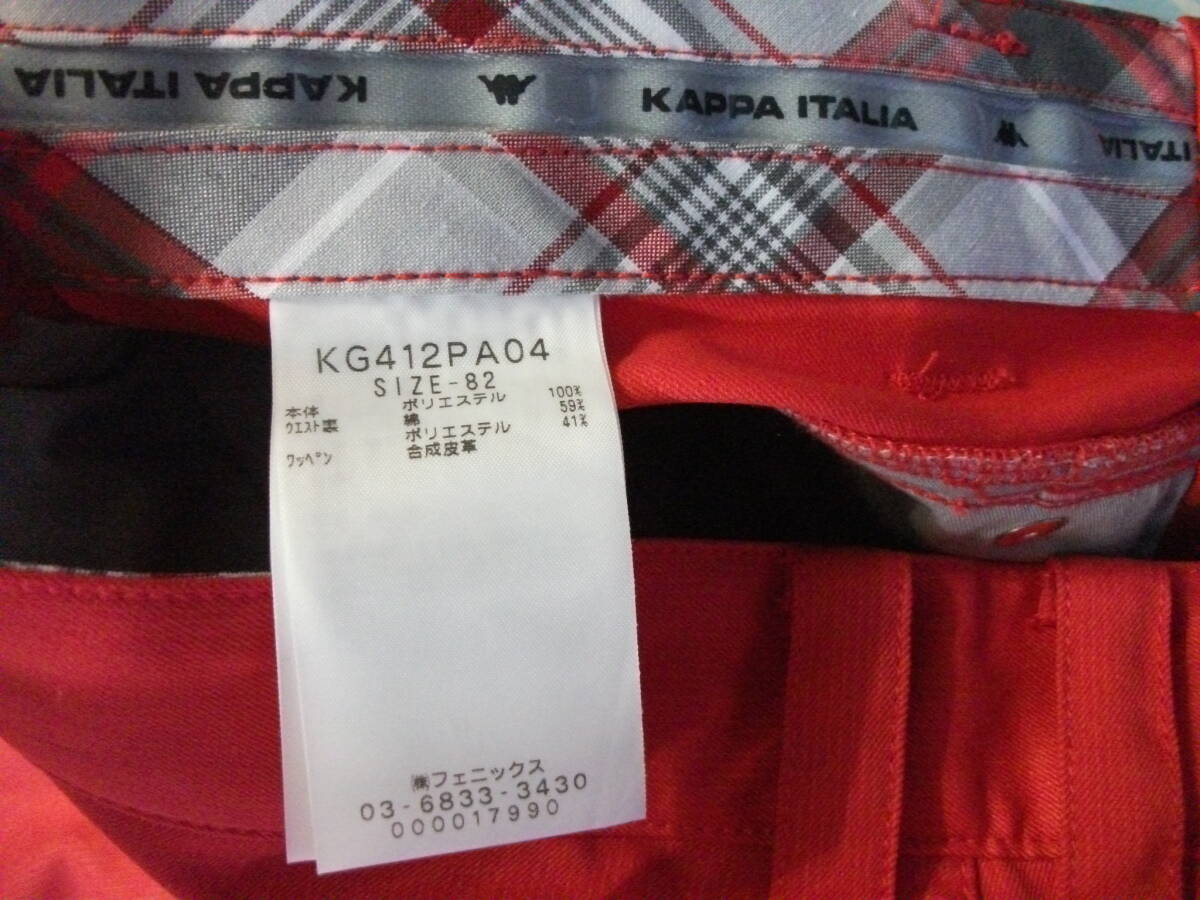 KAPPA ITALIA KAPPA ITALIA ITALIA
KG412PA04
SIZE-82
本体 ポリエステル 100%
ウエスト裏 綿 59%
ポリエステル 41%
ワッペン 合成皮革
㈱フェニックス
03-6833-3430
000017990